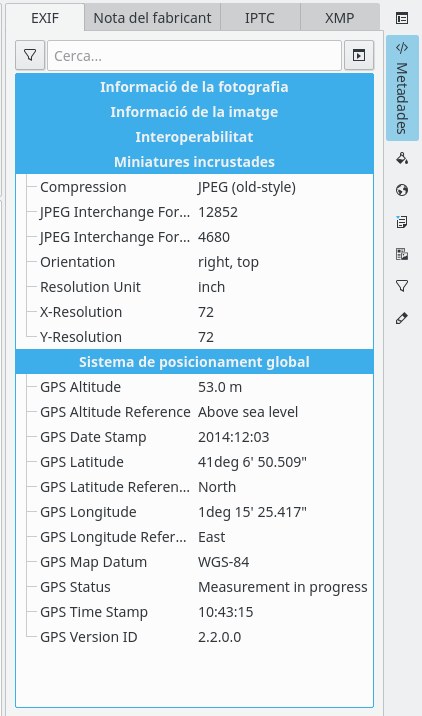 EXIF Nota del fabricant IPTC XMP
Cerca...
Informació de la fotografia
Informació de la imatge
Interoperabilitat
Miniatures incrustades
Compression JPEG (old-style)
JPEG Interchange For... 12852
JPEG Interchange For... 4680
Orientation right, top
Resolution Unit inch
X-Resolution 72
Y-Resolution 72
Sistema de posicionament global
GPS Altitude 53.0 m
GPS Altitude Reference Above sea level
GPS Date Stamp 2014:12:03
GPS Latitude 41deg 6' 50.509"
GPS Latitude Referen... North
GPS Longitude 1deg 15' 25.417"
GPS Longitude Refer... East
GPS Map Datum WGS-84
GPS Status Measurement in progress
GPS Time Stamp 10:43:15
GPS Version ID 2.2.0.0
Metadades